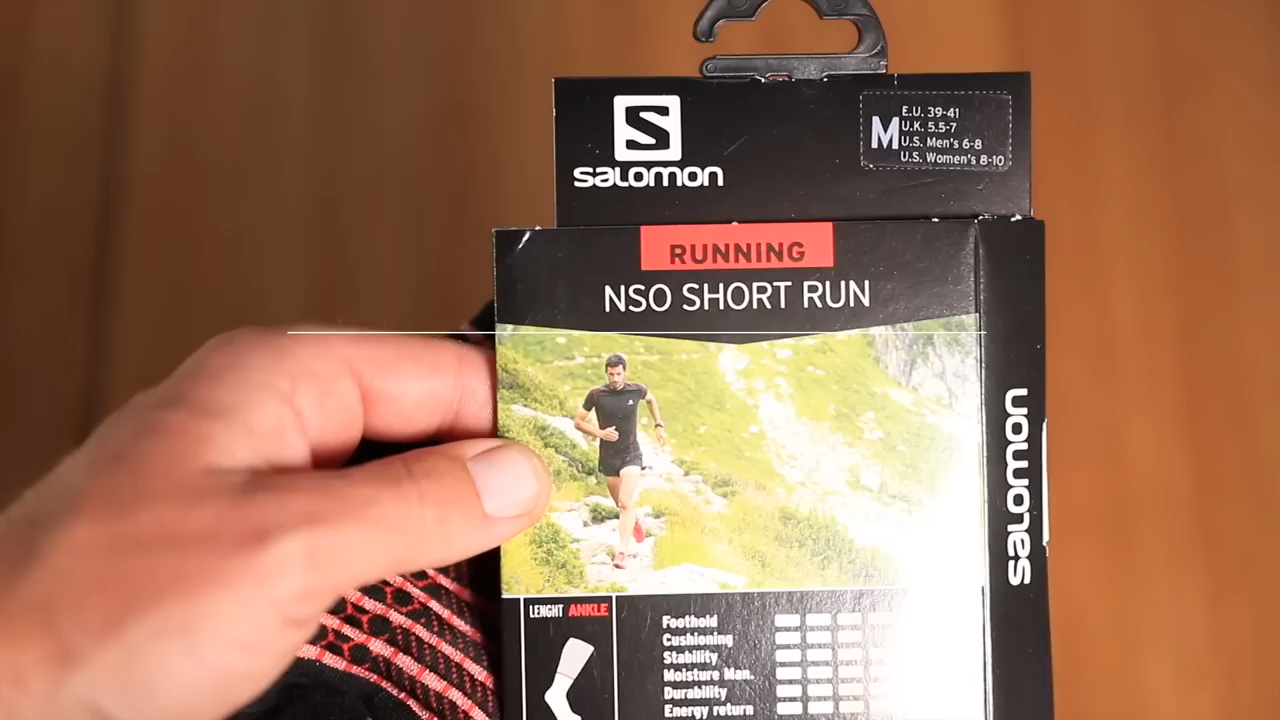 S
salomon
M
E.U. 39-41
U.K. 5.5-7
U.S. Men's 6-8
U.S. Women's 8-10
RUNNING
NSO SHORT RUN
salomon
LENGHT ANKLE
Foothold
Cushioning
Stability
Moisture Man.
Durability
Energy return